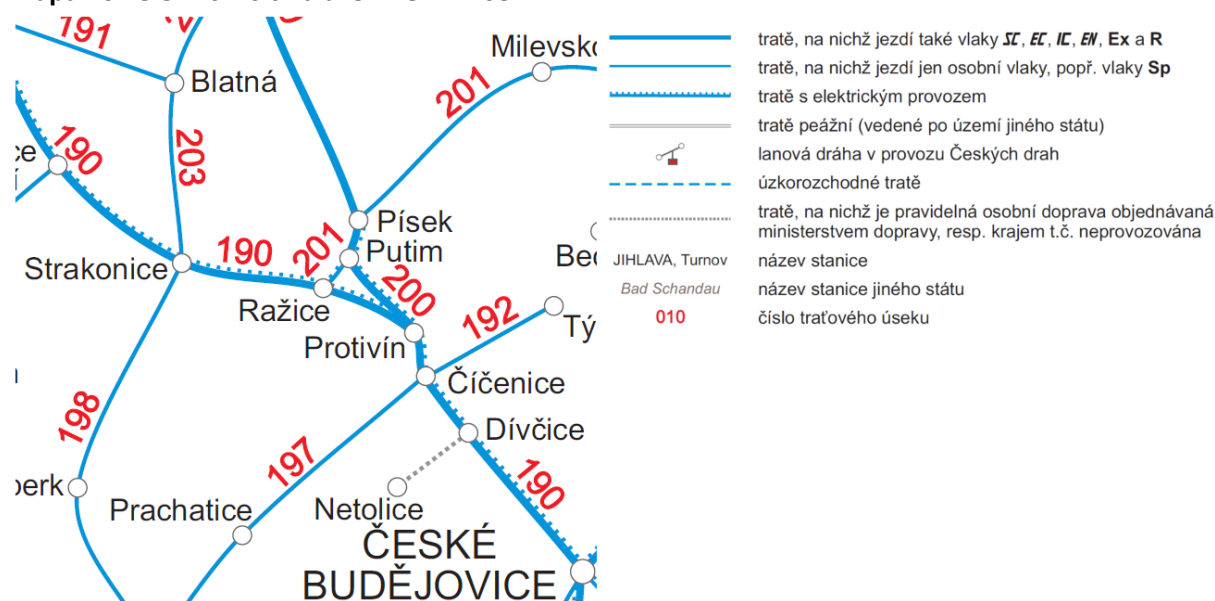 191
Blatná
Milevsko
201
203
190
Písek
Putim
190
201
Strakonice
Ražice
200
Protivín
192
Číčenice
Dívčice
198
197
190
Prachatice
Netolice
ČESKÉ
BUDĚJOVICE
tratě, na nichž jezdí také vlaky SC, EC, IC, EN, Ex a R
tratě, na nichž jezdí jen osobní vlaky, popř. vlaky Sp
tratě s elektrickým provozem
tratě peážní (vedené po území jiného státu)
lanová dráha v provozu Českých drah
úzkorozchodné tratě
tratě, na nichž je pravidelná osobní doprava objednávaná
ministerstvem dopravy, resp. krajem t.č. neprovozována
JIHLAVA, Turnov název stanice
Bad Schandau název stanice jiného státu
010 číslo traťového úseku